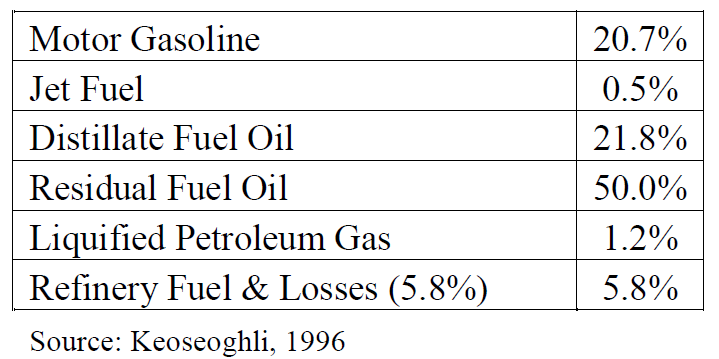 Motor Gasoline 20.7%
Jet Fuel 0.5%
Distillate Fuel Oil 21.8%
Residual Fuel Oil 50.0%
Liquified Petroleum Gas 1.2%
Refinery Fuel & Losses (5.8%) 5.8%
Source: Keoseoghli, 1996